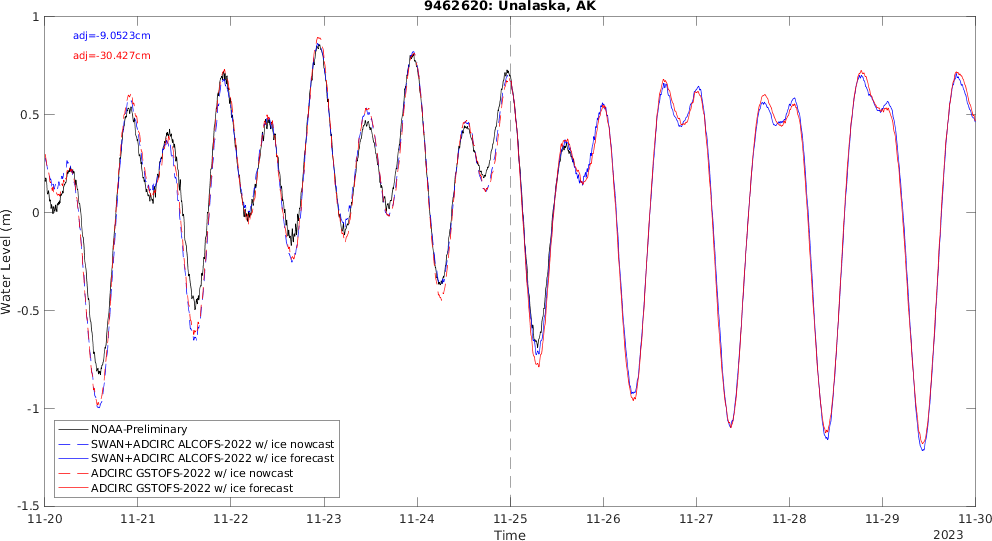 9462620: Unalaska, AK
adj=-9.0523cm
adj=-30.427cm
1
0.5
0
-0.5
-1
-1.5
Water Level (m)
NOAA-Preliminary
SWAN+ADCIRC ALCOFS-2022 w/ ice nowcast
SWAN+ADCIRC ALCOFS-2022 w/ ice forecast
ADCIRC GSTOFS-2022 w/ ice nowcast
ADCIRC GSTOFS-2022 w/ ice forecast
11-20 11-21 11-22 11-23 11-24 11-25 11-26 11-27 11-28 11-29 11-30
Time
2023